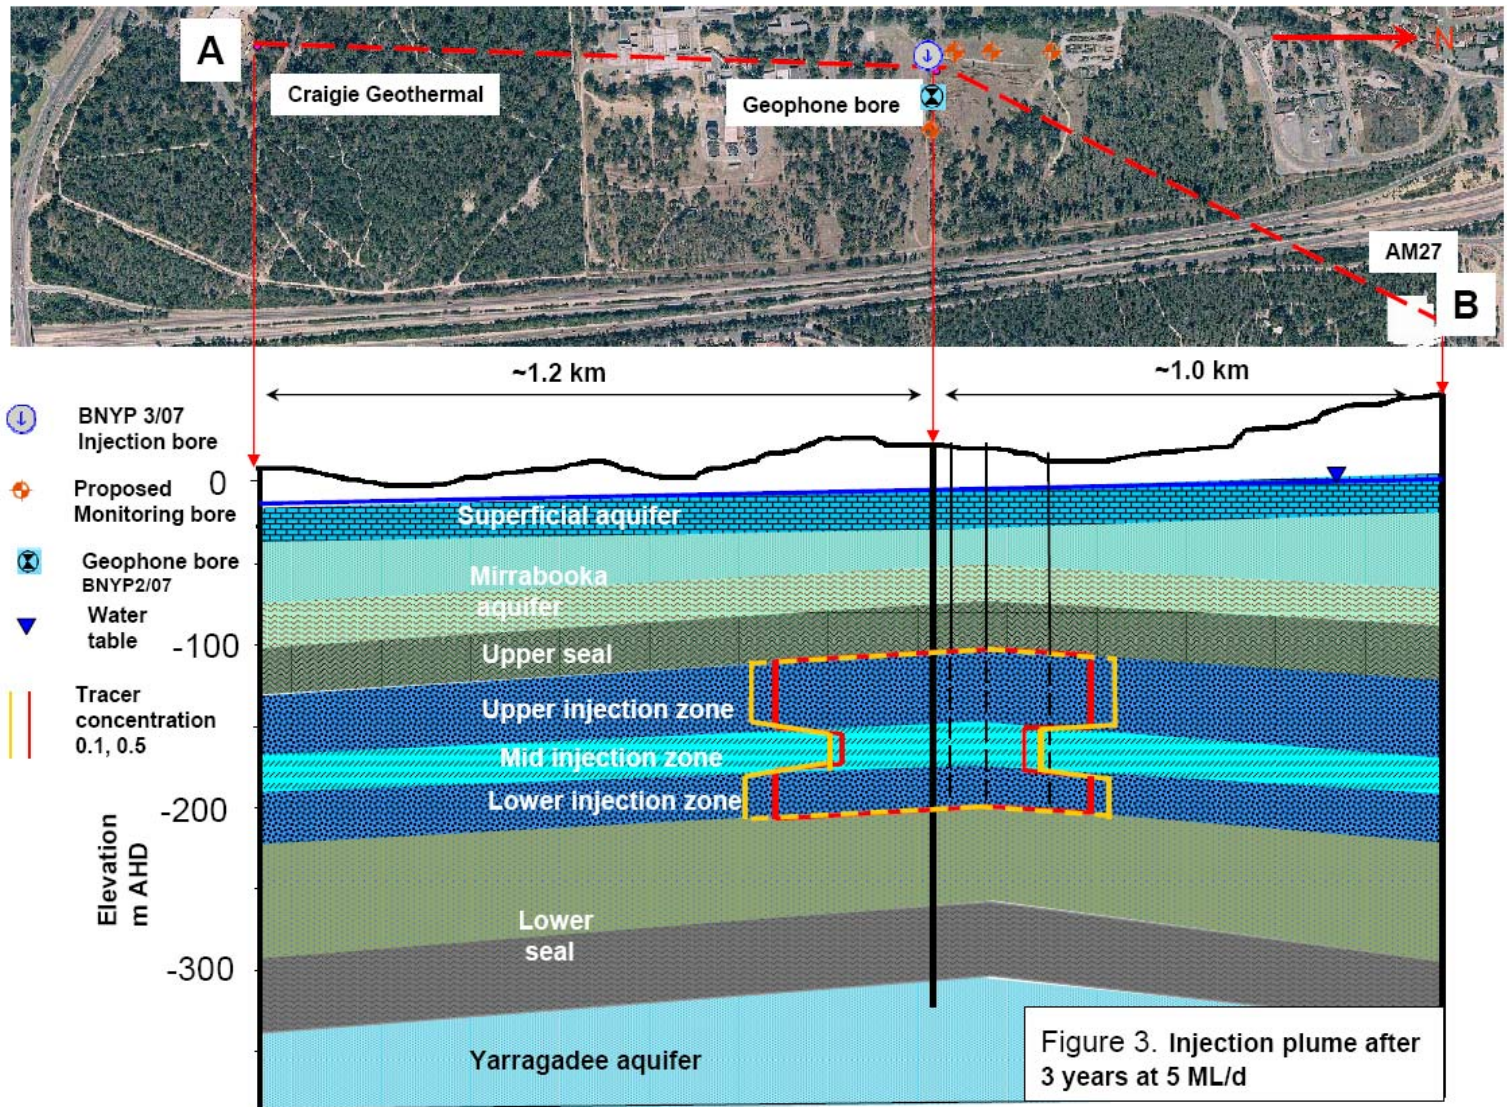 A
Craigie Geothermal
Geophone bore
N
AM27
B
~1.2 km
~1.0 km
BNYP 3/07
Injection bore
Proposed
Monitoring bore
Geophone bore
BNYP2/07
Water
table
Tracer
concentration
0.1, 0.5
0
-100
-200
-300
Elevation
m AHD
Superficial aquifer
Mirrabooka
aquifer
Upper seal
Upper injection zone
Mid injection zone
Lower injection zone
Lower
seal
Yarragadee aquifer
Figure 3. Injection plume after
3 years at 5 ML/d